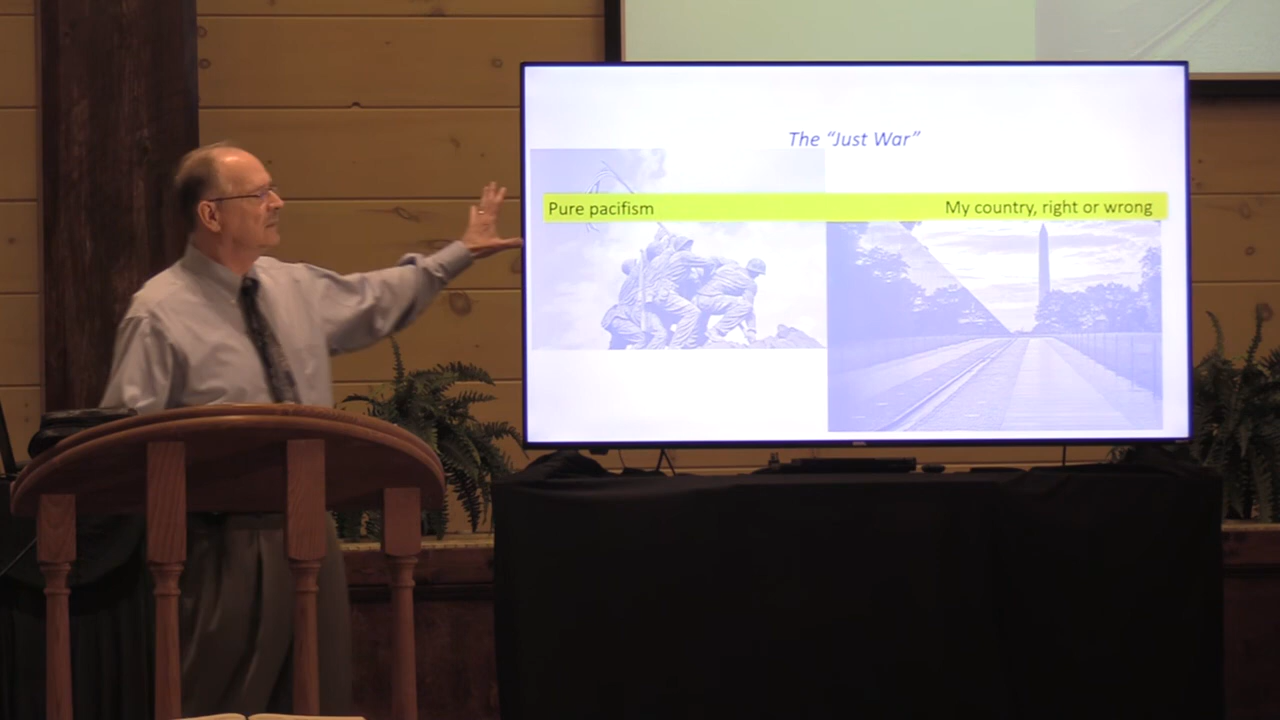 The “Just War”
Pure pacifism
My country, right or wrong